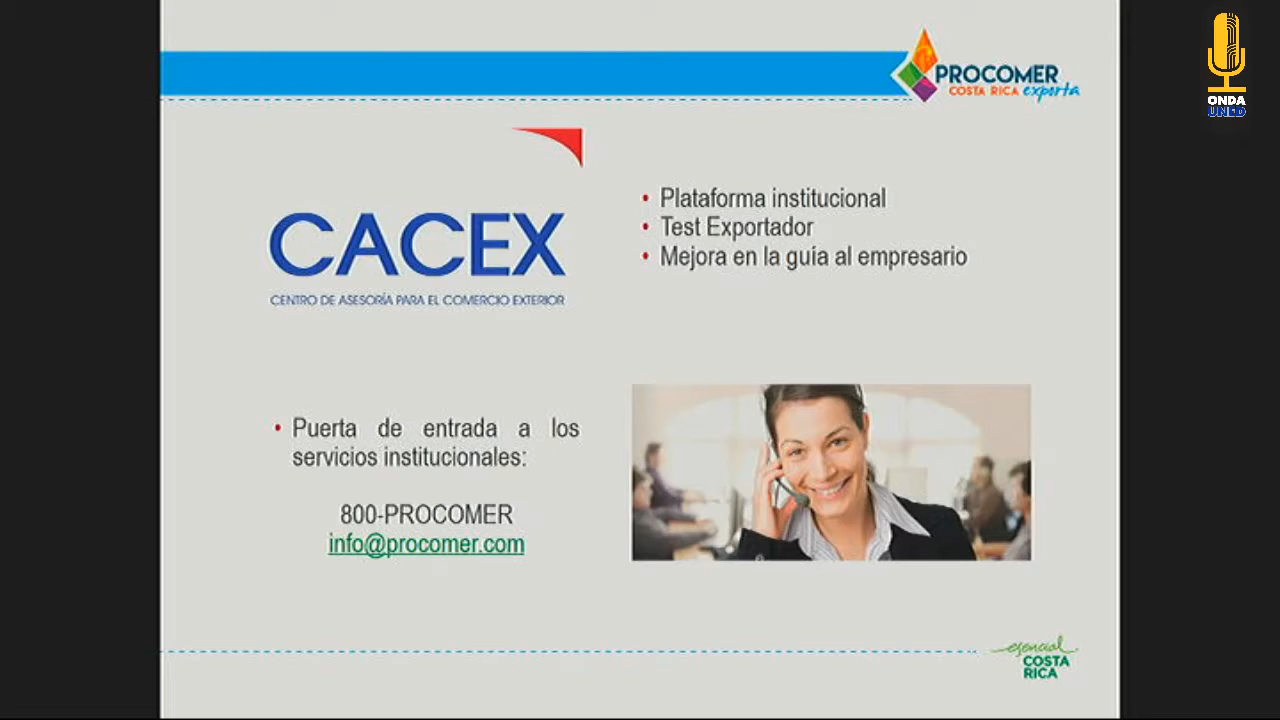 PROCOMER
COSTA RICA exporta
ONDA
UNED
CACEX
CENTRO DE ASESORÍA PARA EL COMERCIO EXTERIOR
• Plataforma institucional
• Test Exportador
• Mejora en la guía al empresario
• Puerta de entrada a los
servicios institucionales:
800-PROCOMER
info@procomer.com
esencial
COSTA
RICA